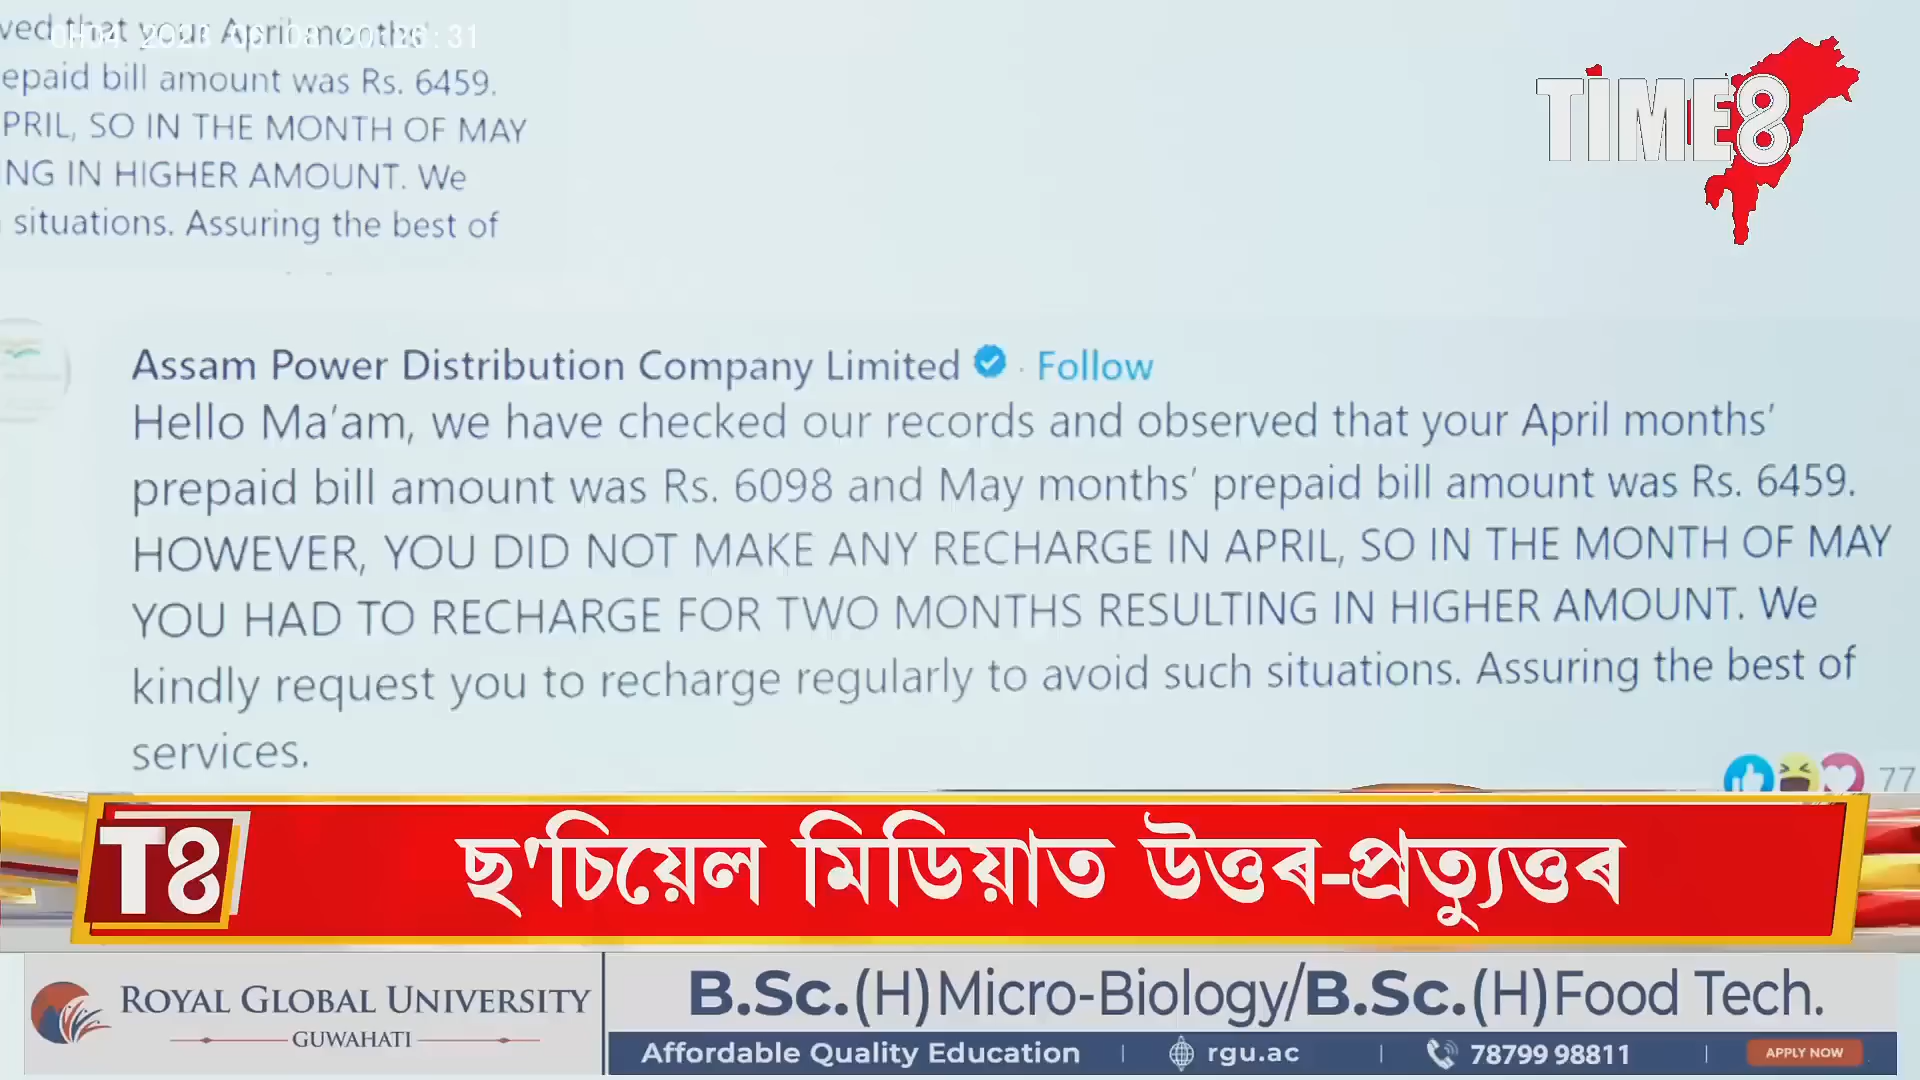 ved that your April months'
epaid bill amount was Rs. 6459.
PRIL, SO IN THE MONTH OF MAY
NG IN HIGHER AMOUNT. We
situations. Assuring the best of
TIME8
Assam Power Distribution Company Limited · Follow
Hello Ma'am, we have checked our records and observed that your April months'
prepaid bill amount was Rs. 6098 and May months' prepaid bill amount was Rs. 6459.
HOWEVER, YOU DID NOT MAKE ANY RECHARGE IN APRIL, SO IN THE MONTH OF MAY
YOU HAD TO RECHARGE FOR TWO MONTHS RESULTING IN HIGHER AMOUNT. We
kindly request you to recharge regularly to avoid such situations. Assuring the best of
services.
77
T8
ছ'চিয়েল মিডিয়াত উত্তৰ-প্ৰত্যুত্তৰ
ROYAL GLOBAL UNIVERSITY
GUWAHATI
B.Sc.(H)Micro-Biology/B.Sc.(H)Food Tech.
Affordable Quality Education | rgu.ac | 78799 98811 | APPLY NOW